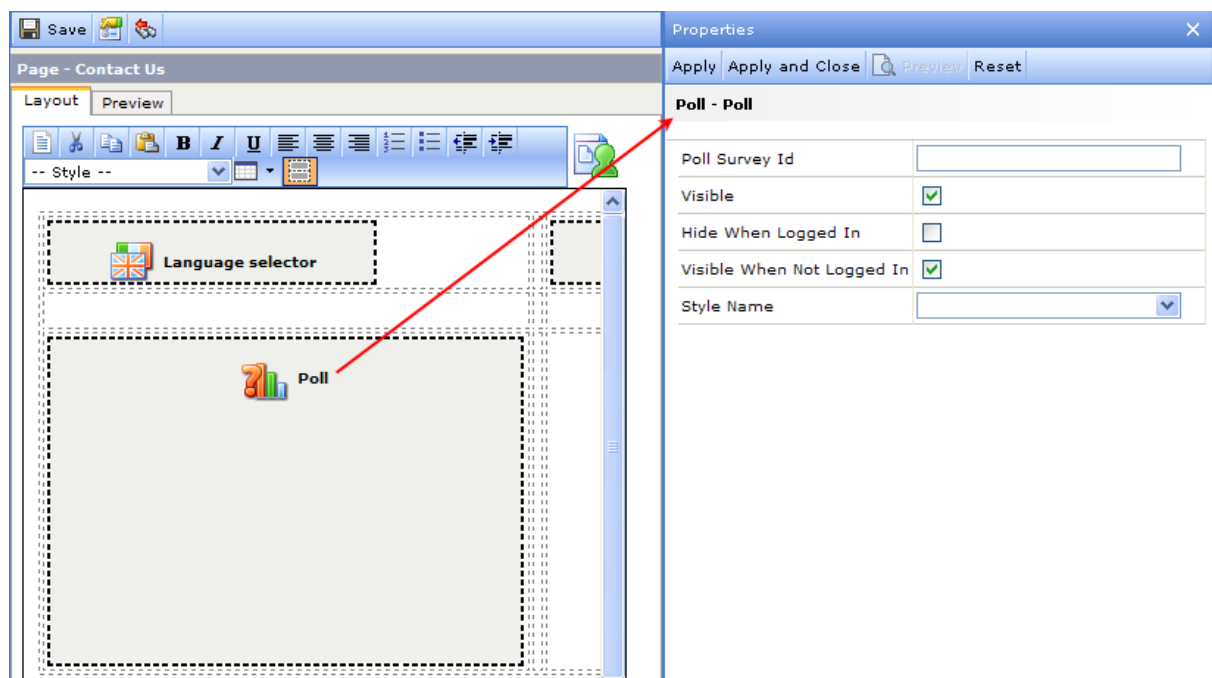 Save
Page - Contact Us
Layout Preview
B I U
-- Style --
Language selector
Poll
Properties
Apply Apply and Close Preview Reset
Poll - Poll
Poll Survey Id
Visible
Hide When Logged In
Visible When Not Logged In
Style Name